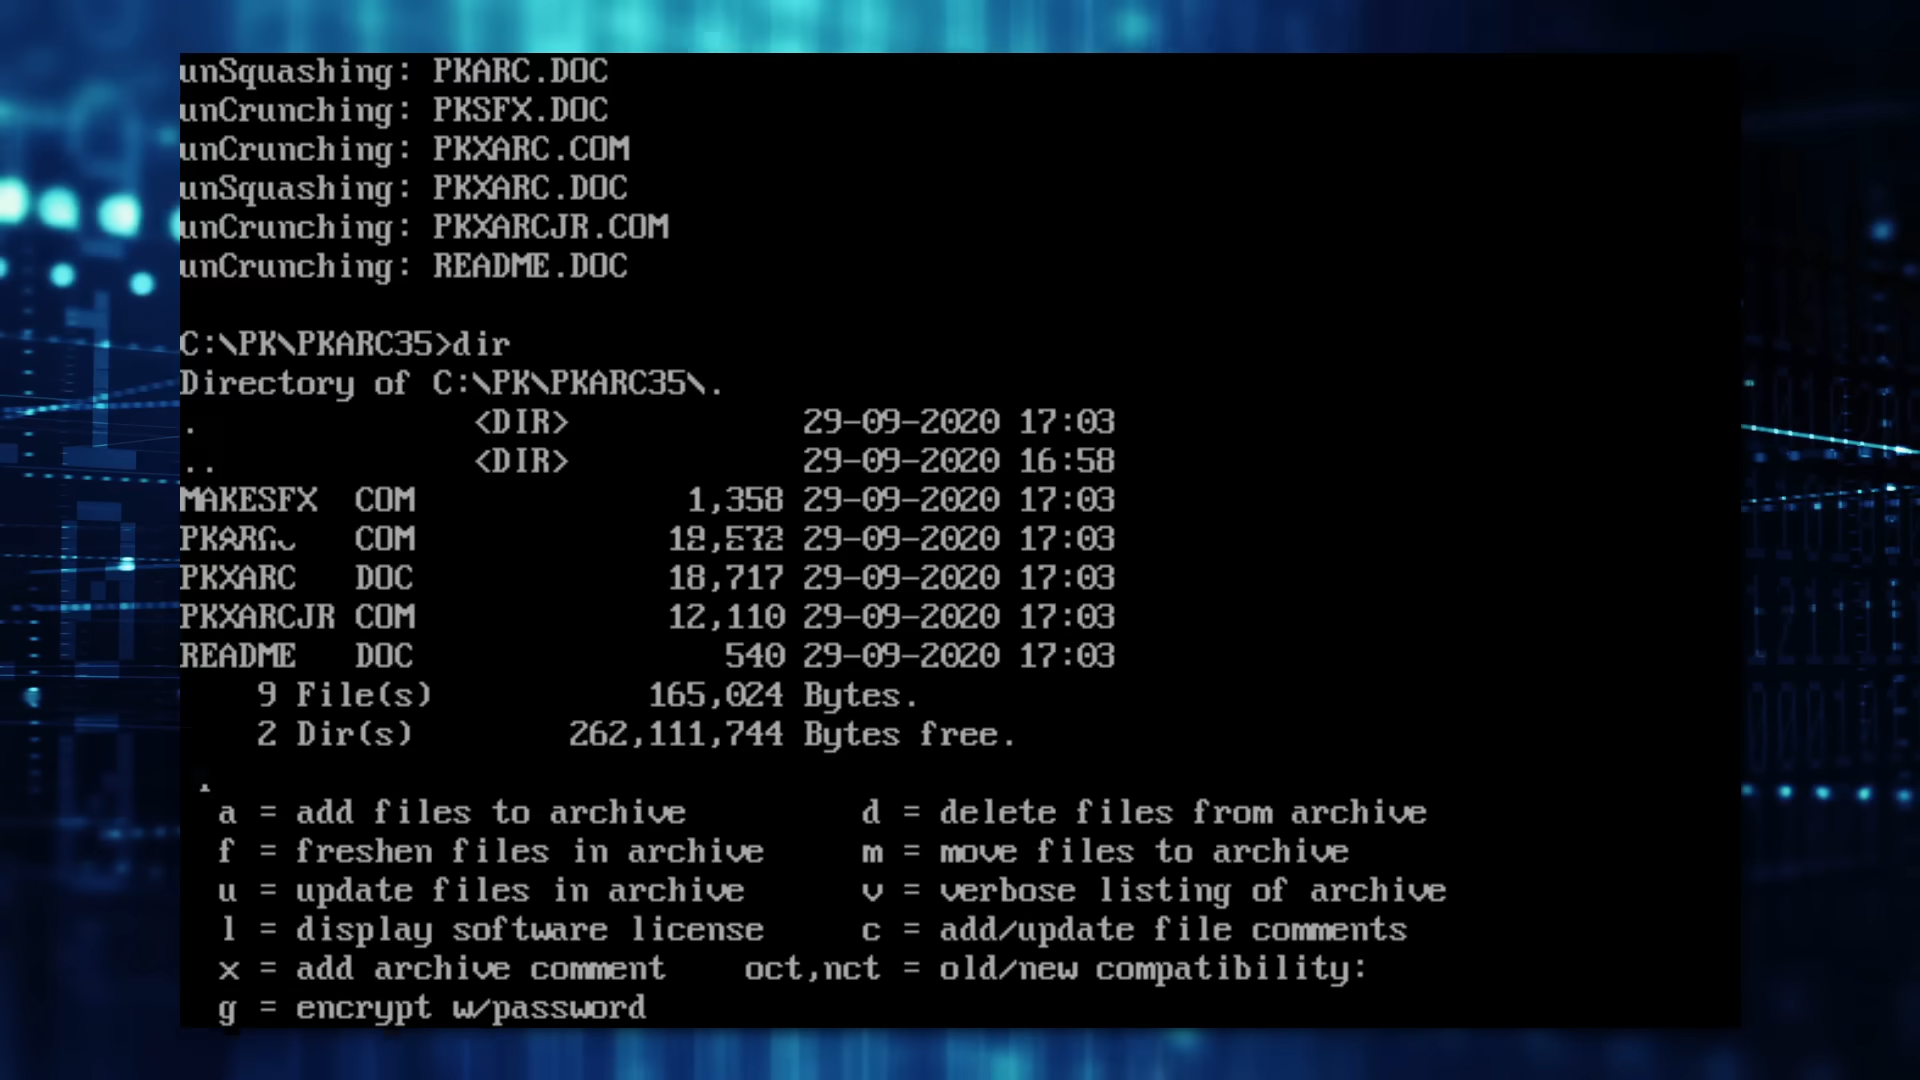 unSquashing: PKARC.DOC
unCrunching: PKSFX.DOC
unCrunching: PKXARC.COM
unSquashing: PKXARC.DOC
unCrunching: PKXARCJR.COM
unCrunching: README.DOC
C:\PK\PKARC35>dir
Directory of C:\PK\PKARC35\.
. <DIR> 29-09-2020 17:03
.. <DIR> 29-09-2020 16:58
MAKESFX COM 1,358 29-09-2020 17:03
COM 29-09-2020 17:03
PKXARC DOC 18,717 29-09-2020 17:03
PKXARCJR COM 12,110 29-09-2020 17:03
README DOC 540 29-09-2020 17:03
9 File(s) 165,024 Bytes.
2 Dir(s) 262,111,744 Bytes free.
a = add files to archive d = delete files from archive
f = freshen files in archive m = move files to archive
u = update files in archive v = verbose listing of archive
l = display software license c = add/update file comments
x = add archive comment oct,nct = old/new compatibility:
g = encrypt w/password